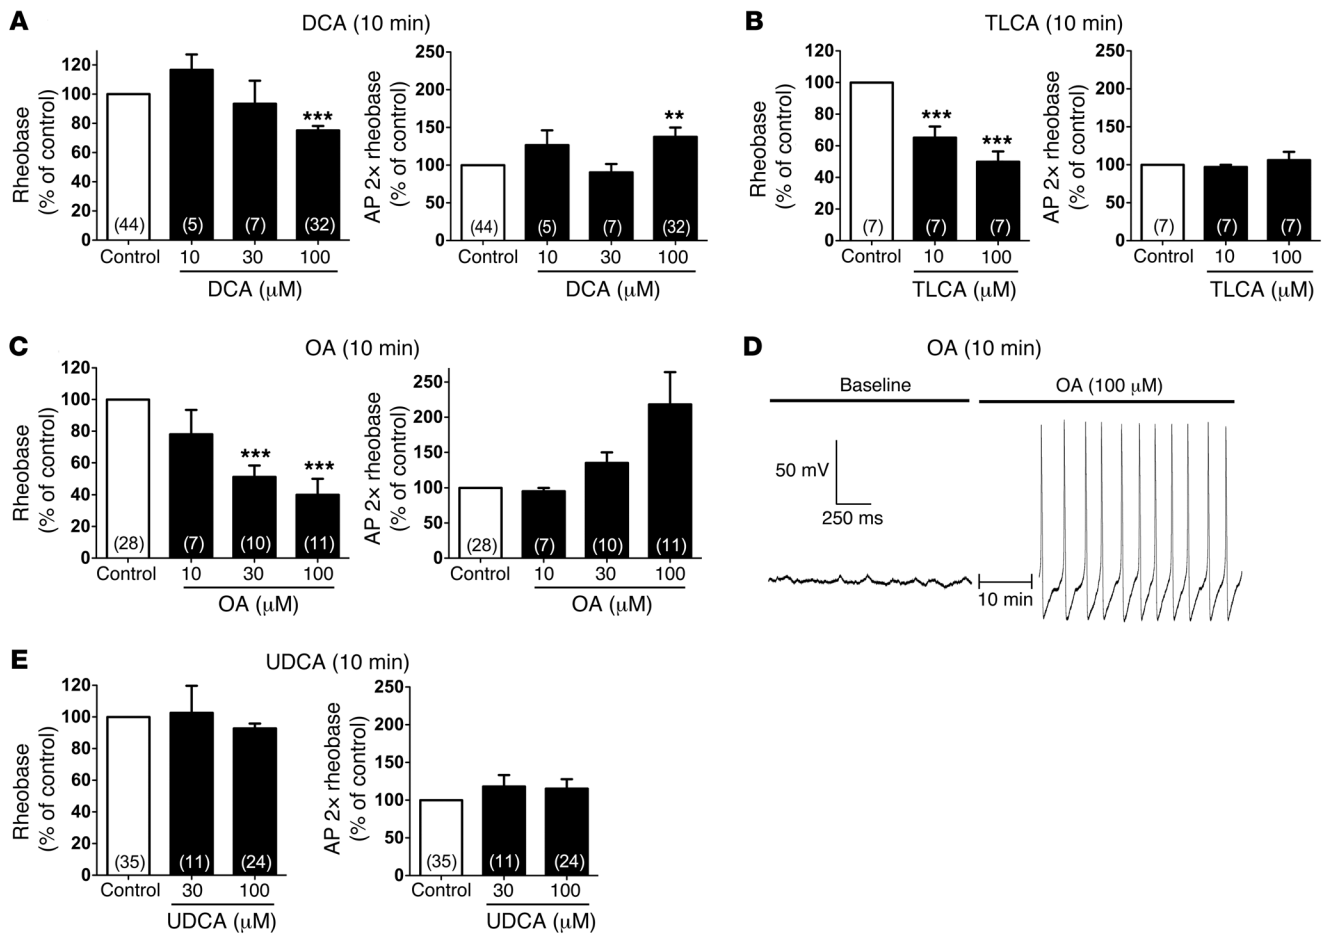 A
DCA (10 min)
Rheobase
(% of control)
120
100
80
60
40
20
0
***
(44)
(5)
(7)
(32)
Control
10
30
100
DCA (μM)
AP 2× rheobase
(% of control)
250
200
150
100
50
0
**
(44)
(5)
(7)
(32)
Control
10
30
100
DCA (μM)
B
TLCA (10 min)
Rheobase
(% of control)
120
100
80
60
40
20
0
***
***
(7)
(7)
(7)
Control
10
100
TLCA (μM)
AP 2× rheobase
(% of control)
250
200
150
100
50
0
(7)
(7)
(7)
Control
10
100
TLCA (μM)
C
OA (10 min)
Rheobase
(% of control)
120
100
80
60
40
20
0
***
***
(28)
(7)
(10)
(11)
Control
10
30
100
OA (μM)
AP 2× rheobase
(% of control)
250
200
150
100
50
0
(28)
(7)
(10)
(11)
Control
10
30
100
OA (μM)
D
OA (10 min)
Baseline
OA (100 μM)
50 mV
250 ms
10 min
E
UDCA (10 min)
Rheobase
(% of control)
120
100
80
60
40
20
0
(35)
(11)
(24)
Control
30
100
UDCA (μM)
AP 2× rheobase
(% of control)
250
200
150
100
50
0
(35)
(11)
(24)
Control
30
100
UDCA (μM)